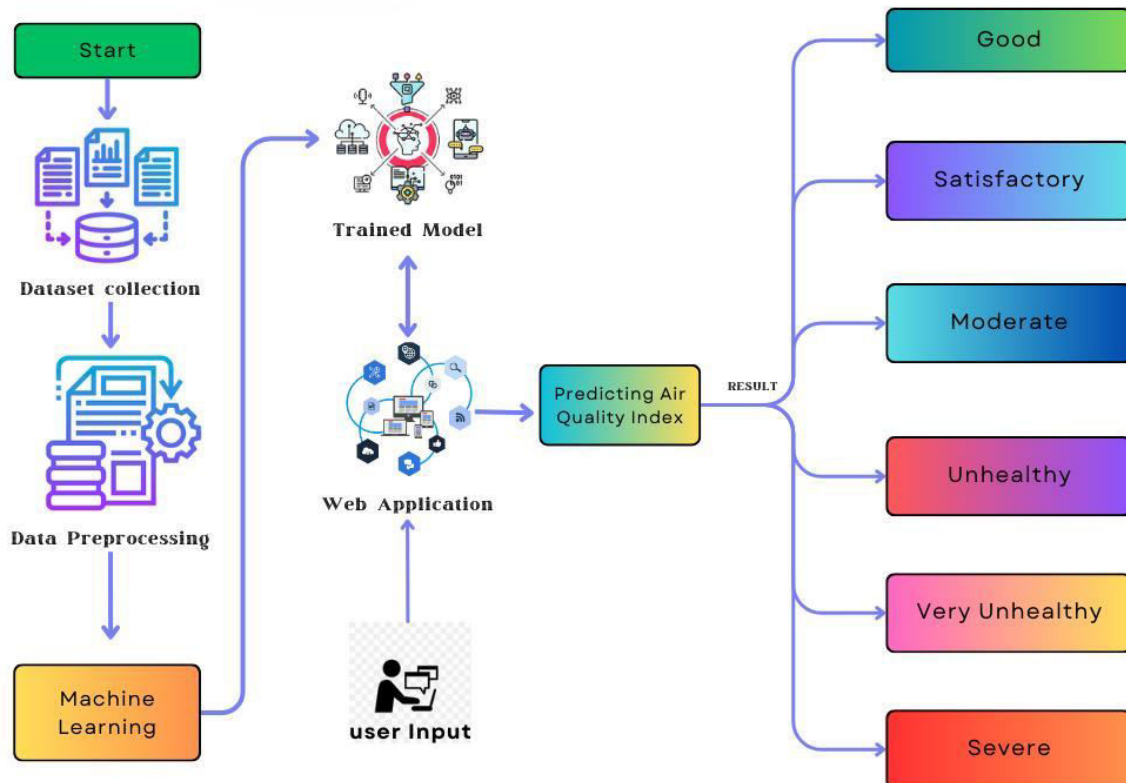 Start
Dataset collection
Data Preprocessing
Machine
Learning
Trained Model
Web Application
user Input
Predicting Air
Quality Index
RESULT
Good
Satisfactory
Moderate
Unhealthy
Very Unhealthy
Severe